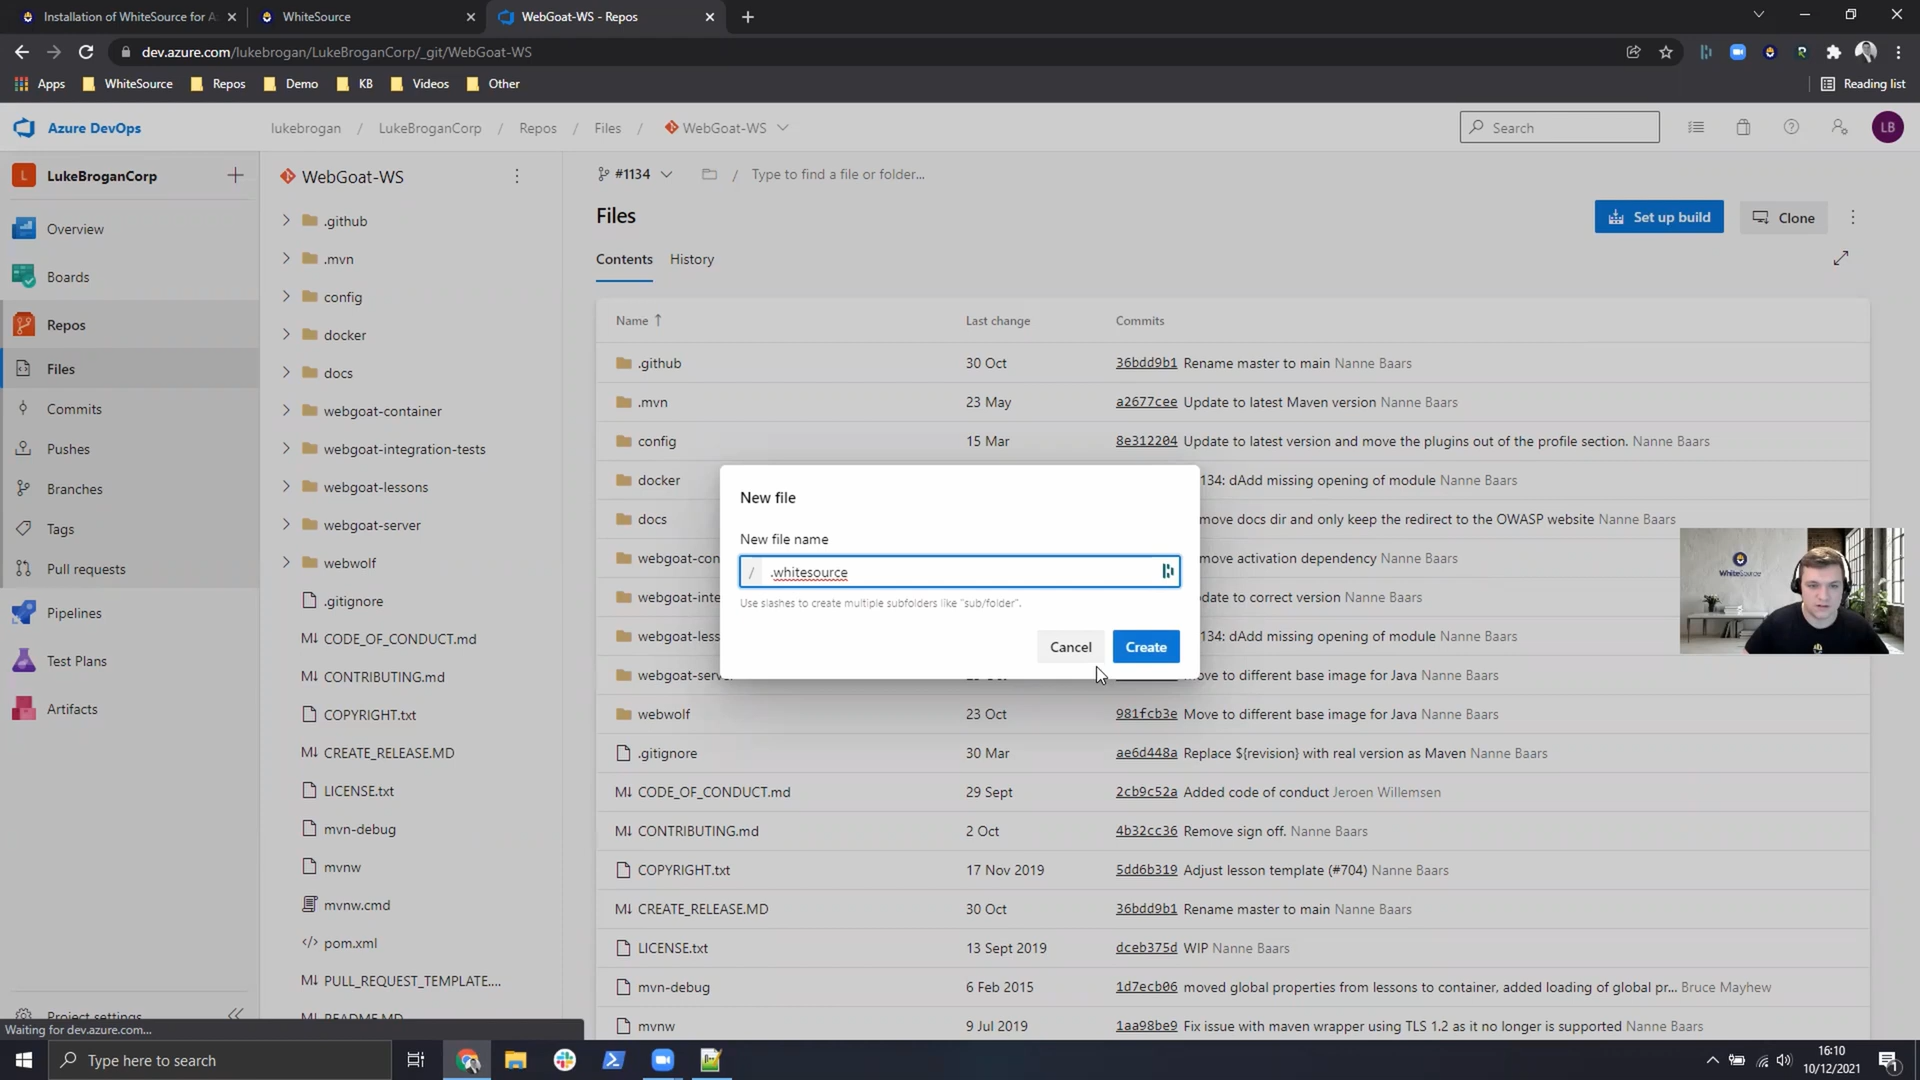 Installation of WhiteSource for A
WhiteSource
WebGoat-WS - Repos
dev.azure.com/lukebrogan/LukeBroganCorp/_git/WebGoat-WS
Apps
WhiteSource
Repos
Demo
KB
Videos
Other
Reading list
Azure DevOps
lukebrogan / LukeBroganCorp / Repos / Files / WebGoat-WS
Search
LB
L
LukeBroganCorp
Overview
Boards
Repos
Files
Commits
Pushes
Branches
Tags
Pull requests
Pipelines
Test Plans
Artifacts
Project settings
WebGoat-WS
.github
.mvn
config
docker
docs
webgoat-container
webgoat-integration-tests
webgoat-lessons
webgoat-server
webwolf
.gitignore
M↓ CODE_OF_CONDUCT.md
M↓ CONTRIBUTING.md
COPYRIGHT.txt
M↓ CREATE_RELEASE.MD
LICENSE.txt
mvn-debug
mvnw
mvnw.cmd
pom.xml
M↓ PULL_REQUEST_TEMPLATE....
M↓ README.MD
#1134 / Type to find a file or folder...
Files
Set up build
Clone
Contents
History
Name ↑ Last change Commits
.github 30 Oct 36bdd9b1 Rename master to main Nanne Baars
.mvn 23 May a2677cee Update to latest Maven version Nanne Baars
config 15 Mar 8e312204 Update to latest version and move the plugins out of the profile section. Nanne Baars
docker 134: dAdd missing opening of module Nanne Baars
docs move docs dir and only keep the redirect to the OWASP website Nanne Baars
webgoat-con move activation dependency Nanne Baars
webgoat-inte date to correct version Nanne Baars
webgoat-less 134: dAdd missing opening of module Nanne Baars
webgoat-serve ove to different base image for Java Nanne Baars
webwolf 23 Oct 981fcb3e Move to different base image for Java Nanne Baars
.gitignore 30 Mar ae6d448a Replace ${revision} with real version as Maven Nanne Baars
M↓ CODE_OF_CONDUCT.md 29 Sept 2cb9c52a Added code of conduct Jeroen Willemsen
M↓ CONTRIBUTING.md 2 Oct 4b32cc36 Remove sign off. Nanne Baars
COPYRIGHT.txt 17 Nov 2019 5dd6b319 Adjust lesson template (#704) Nanne Baars
M↓ CREATE_RELEASE.MD 30 Oct 36bdd9b1 Rename master to main Nanne Baars
LICENSE.txt 13 Sept 2019 dceb375d WIP Nanne Baars
mvn-debug 6 Feb 2015 1d7ecb06 moved global properties from lessons to container, added loading of global pr... Bruce Mayhew
mvnw 9 Jul 2019 1aa98be9 Fix issue with maven wrapper using TLS 1.2 as it no longer is supported Nanne Baars
New file
New file name
/ .whitesource
Use slashes to create multiple subfolders like "sub/folder".
Cancel
Create
WhiteSource
Waiting for dev.azure.com...
Type here to search
16:10
10/12/2021
1